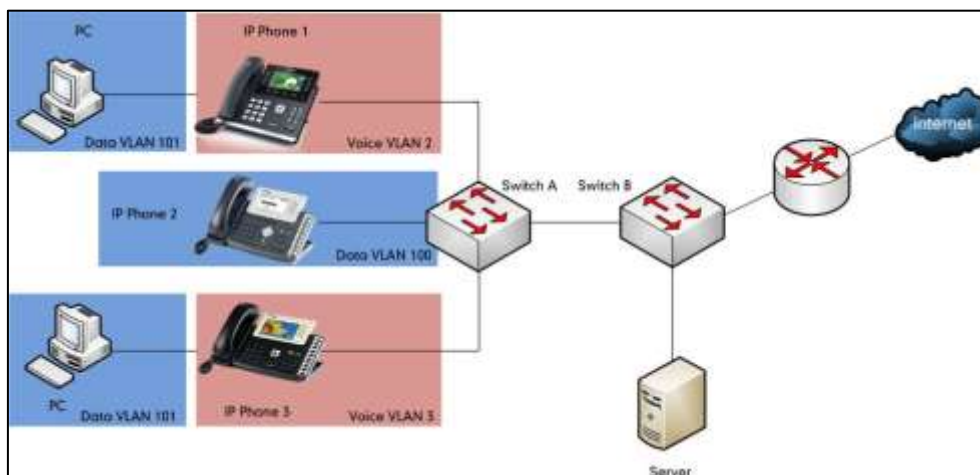 PC
IP Phone 1
Data VLAN 101
Voice VLAN 2
internet
Switch A
Switch B
IP Phone 2
Data VLAN 100
PC
Data VLAN 101
IP Phone 3
Voice VLAN 3
Server